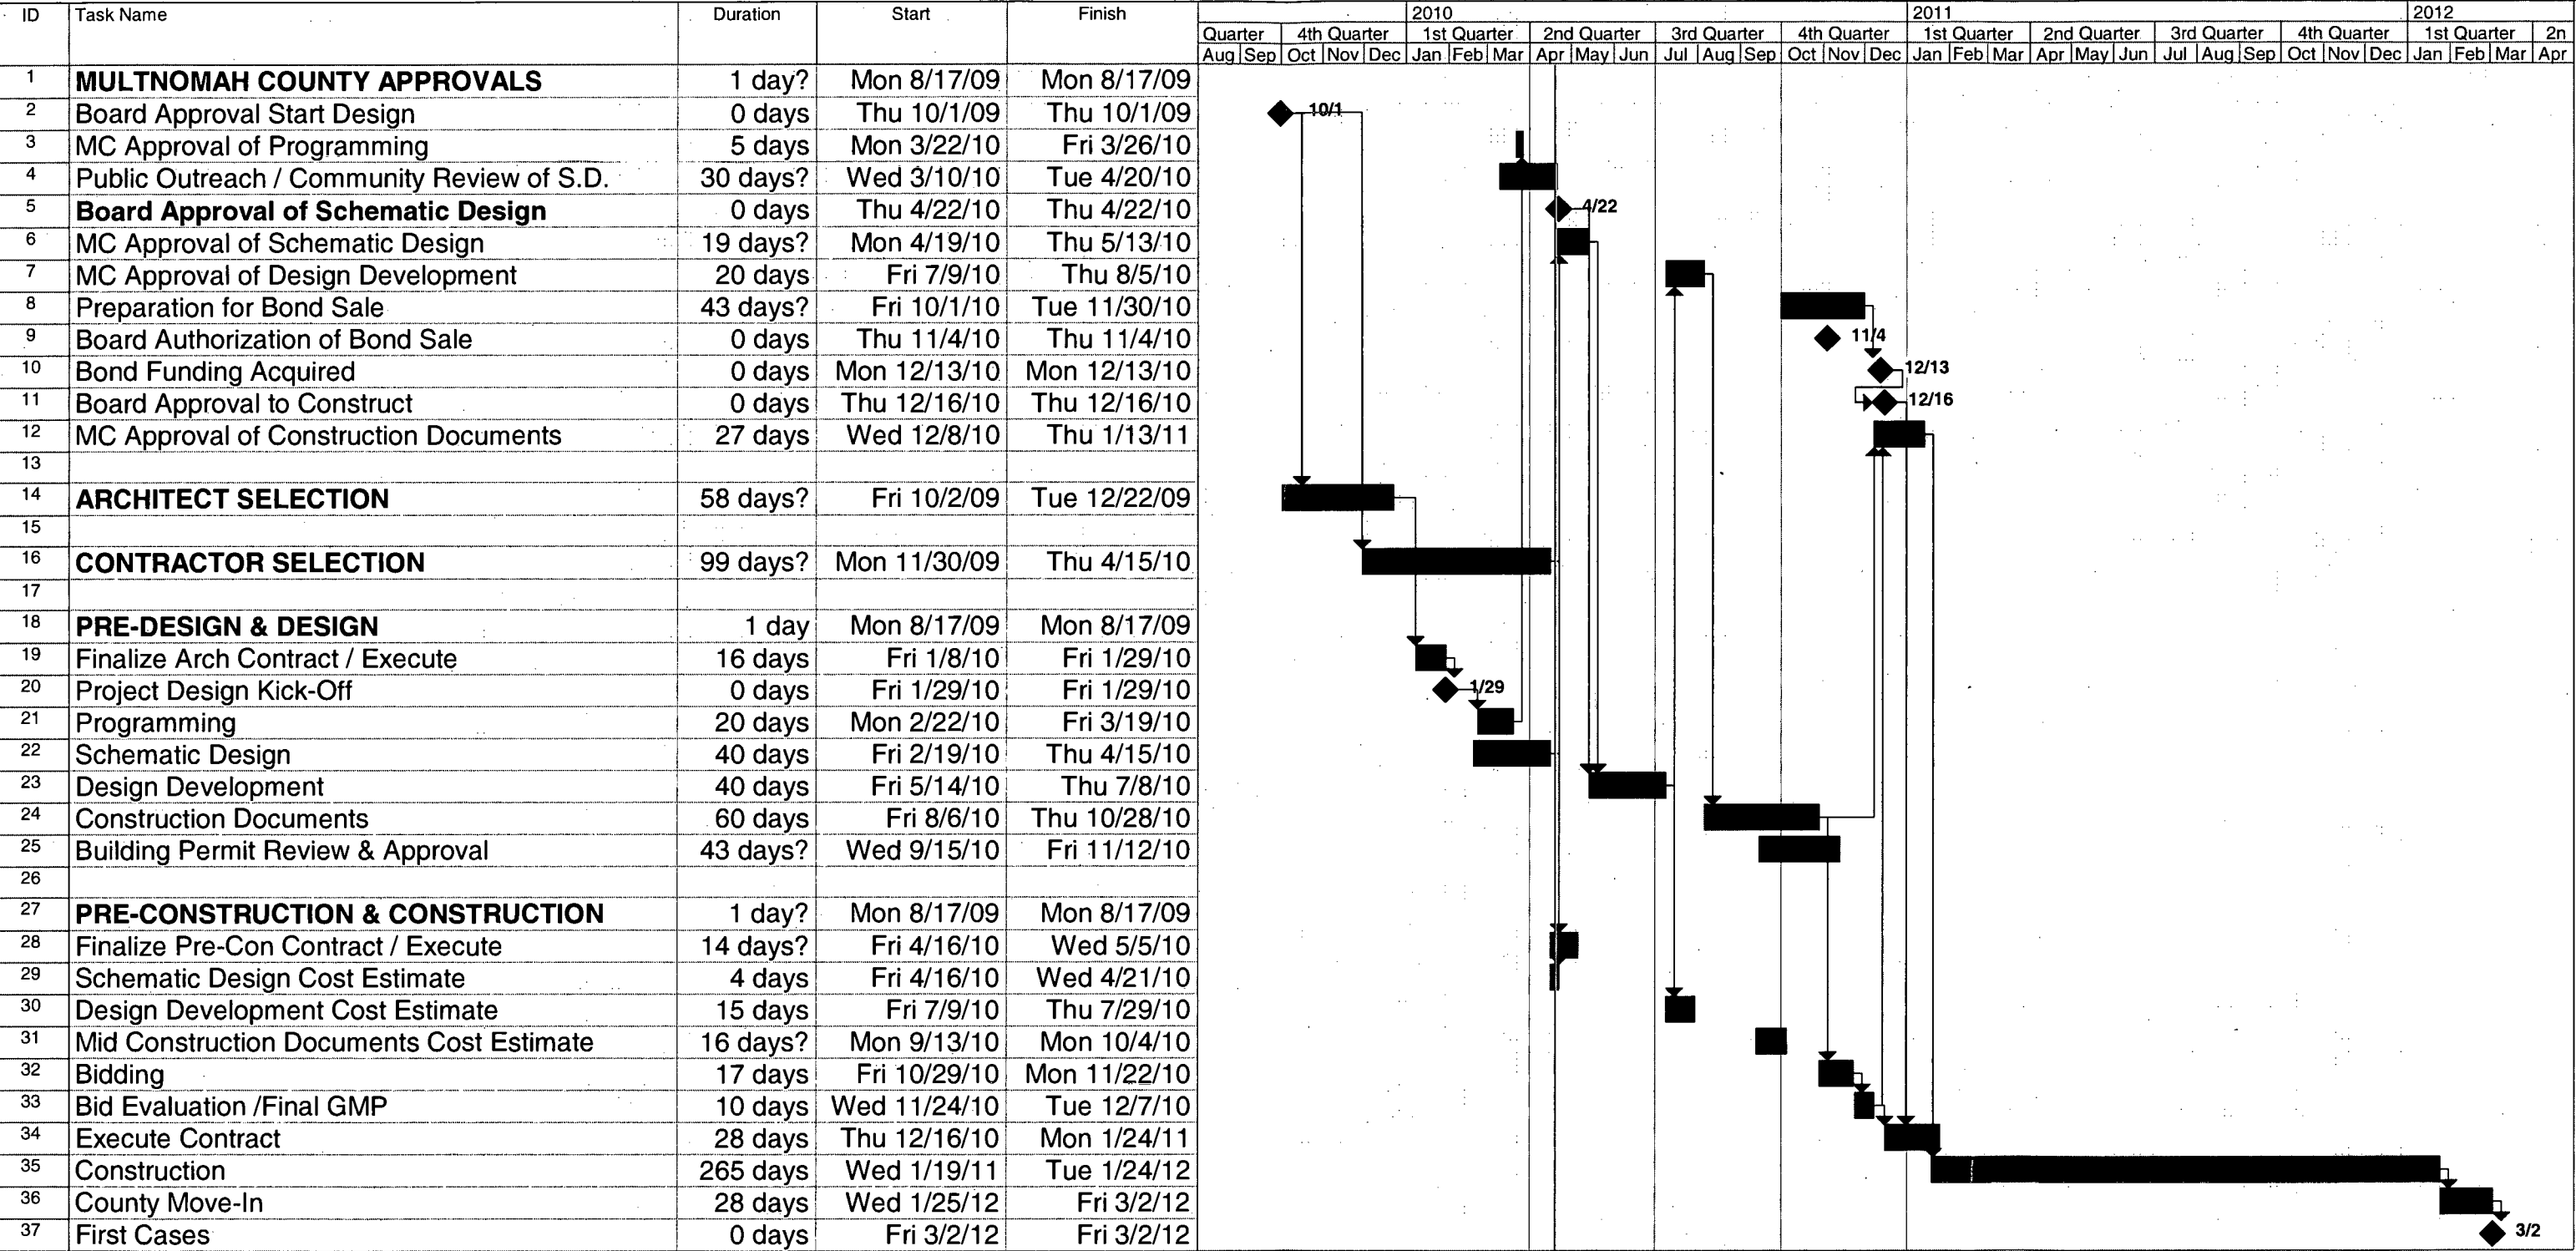 ID Task Name Duration Start Finish 2010 2011 2012
Quarter 4th Quarter 1st Quarter 2nd Quarter 3rd Quarter 4th Quarter 1st Quarter 2nd Quarter 3rd Quarter 4th Quarter 1st Quarter 2n
Aug Sep Oct Nov Dec Jan Feb Mar Apr May Jun Jul Aug Sep Oct Nov Dec Jan Feb Mar Apr May Jun Jul Aug Sep Oct Nov Dec Jan Feb Mar Apr
1 MULTNOMAH COUNTY APPROVALS 1 day? Mon 8/17/09 Mon 8/17/09
2 Board Approval Start Design 0 days Thu 10/1/09 Thu 10/1/09 10/1
3 MC Approval of Programming 5 days Mon 3/22/10 Fri 3/26/10
4 Public Outreach / Community Review of S.D. 30 days? Wed 3/10/10 Tue 4/20/10
5 Board Approval of Schematic Design 0 days Thu 4/22/10 Thu 4/22/10 4/22
6 MC Approval of Schematic Design 19 days? Mon 4/19/10 Thu 5/13/10
7 MC Approval of Design Development 20 days Fri 7/9/10 Thu 8/5/10
8 Preparation for Bond Sale 43 days? Fri 10/1/10 Tue 11/30/10
9 Board Authorization of Bond Sale 0 days Thu 11/4/10 Thu 11/4/10 11/4
10 Bond Funding Acquired 0 days Mon 12/13/10 Mon 12/13/10 12/13
11 Board Approval to Construct 0 days Thu 12/16/10 Thu 12/16/10 12/16
12 MC Approval of Construction Documents 27 days Wed 12/8/10 Thu 1/13/11
13
14 ARCHITECT SELECTION 58 days? Fri 10/2/09 Tue 12/22/09
15
16 CONTRACTOR SELECTION 99 days? Mon 11/30/09 Thu 4/15/10
17
18 PRE-DESIGN & DESIGN 1 day Mon 8/17/09 Mon 8/17/09
19 Finalize Arch Contract / Execute 16 days Fri 1/8/10 Fri 1/29/10
20 Project Design Kick-Off 0 days Fri 1/29/10 Fri 1/29/10 1/29
21 Programming 20 days Mon 2/22/10 Fri 3/19/10
22 Schematic Design 40 days Fri 2/19/10 Thu 4/15/10
23 Design Development 40 days Fri 5/14/10 Thu 7/8/10
24 Construction Documents 60 days Fri 8/6/10 Thu 10/28/10
25 Building Permit Review & Approval 43 days? Wed 9/15/10 Fri 11/12/10
26
27 PRE-CONSTRUCTION & CONSTRUCTION 1 day? Mon 8/17/09 Mon 8/17/09
28 Finalize Pre-Con Contract / Execute 14 days? Fri 4/16/10 Wed 5/5/10
29 Schematic Design Cost Estimate 4 days Fri 4/16/10 Wed 4/21/10
30 Design Development Cost Estimate 15 days Fri 7/9/10 Thu 7/29/10
31 Mid Construction Documents Cost Estimate 16 days? Mon 9/13/10 Mon 10/4/10
32 Bidding 17 days Fri 10/29/10 Mon 11/22/10
33 Bid Evaluation /Final GMP 10 days Wed 11/24/10 Tue 12/7/10
34 Execute Contract 28 days Thu 12/16/10 Mon 1/24/11
35 Construction 265 days Wed 1/19/11 Tue 1/24/12
36 County Move-In 28 days Wed 1/25/12 Fri 3/2/12
37 First Cases 0 days Fri 3/2/12 Fri 3/2/12 3/2